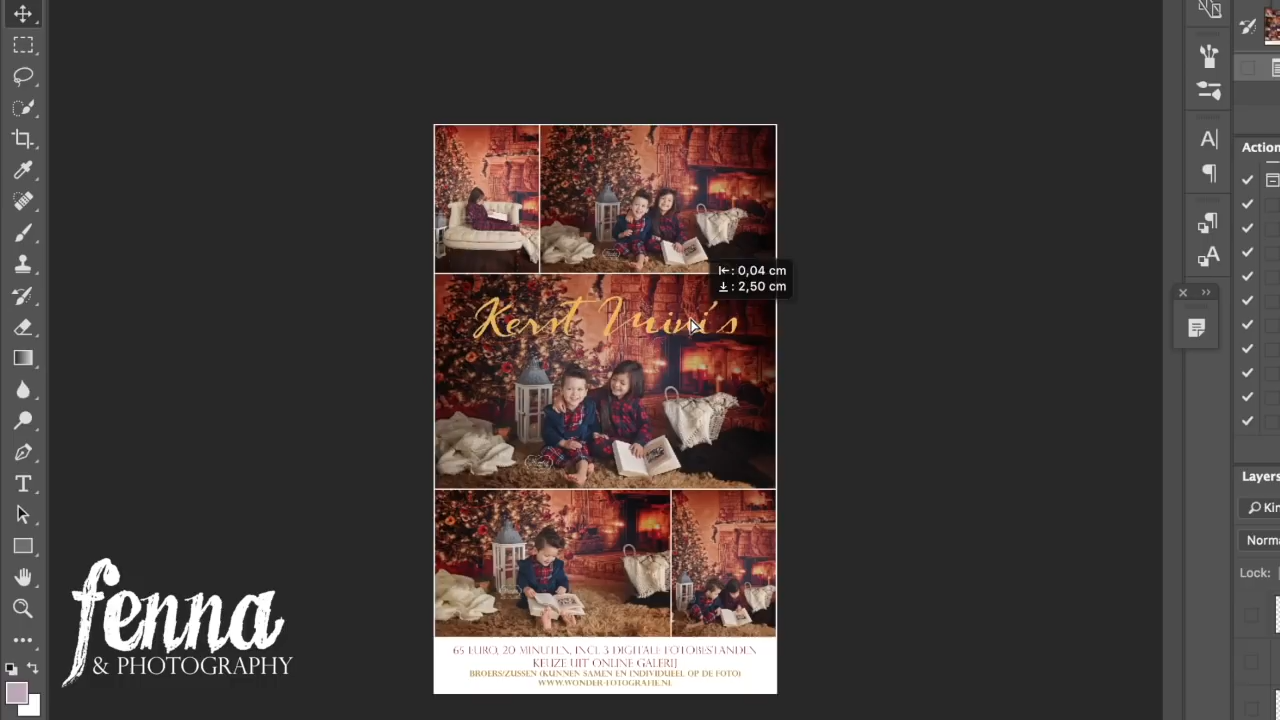 Action
: 0,04 cm
: 2,50 cm
Kerst Mini's
Layers
Kin
Norma
Lock:
fenna
& PHOTOGRAPHY
65 EURO, 20 MINUTEN, INCL 3 DIGITALE FOTOBESTANDEN
KEUZE UIT ONLINE GALERIJ
BROERS/ZUSSEN (KUNNEN SAMEN EN INDIVIDUEEL OP DE FOTO)
WWW.WONDER-FOTOGRAFIE.NL